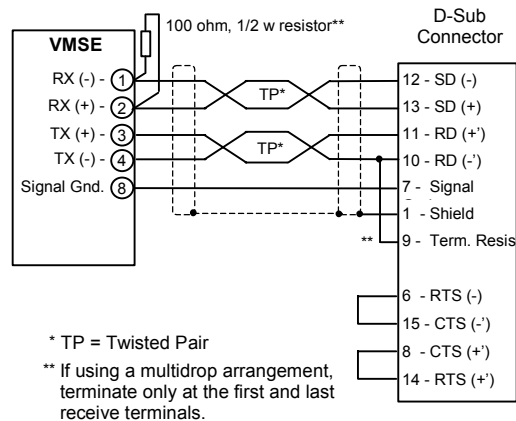 100 ohm, 1/2 w resistor**
D-Sub
Connector
VMSE
RX (-) - 1
RX (+) - 2
TX (+) - 3
TX (-) - 4
Signal Gnd. 8
TP*
TP*
12 - SD (-)
13 - SD (+)
11 - RD (+')
10 - RD (-')
7 - Signal
1 - Shield
** 9 - Term. Resis
6 - RTS (-)
15 - CTS (-')
8 - CTS (+')
14 - RTS (+')
* TP = Twisted Pair
** If using a multidrop arrangement,
terminate only at the first and last
receive terminals.